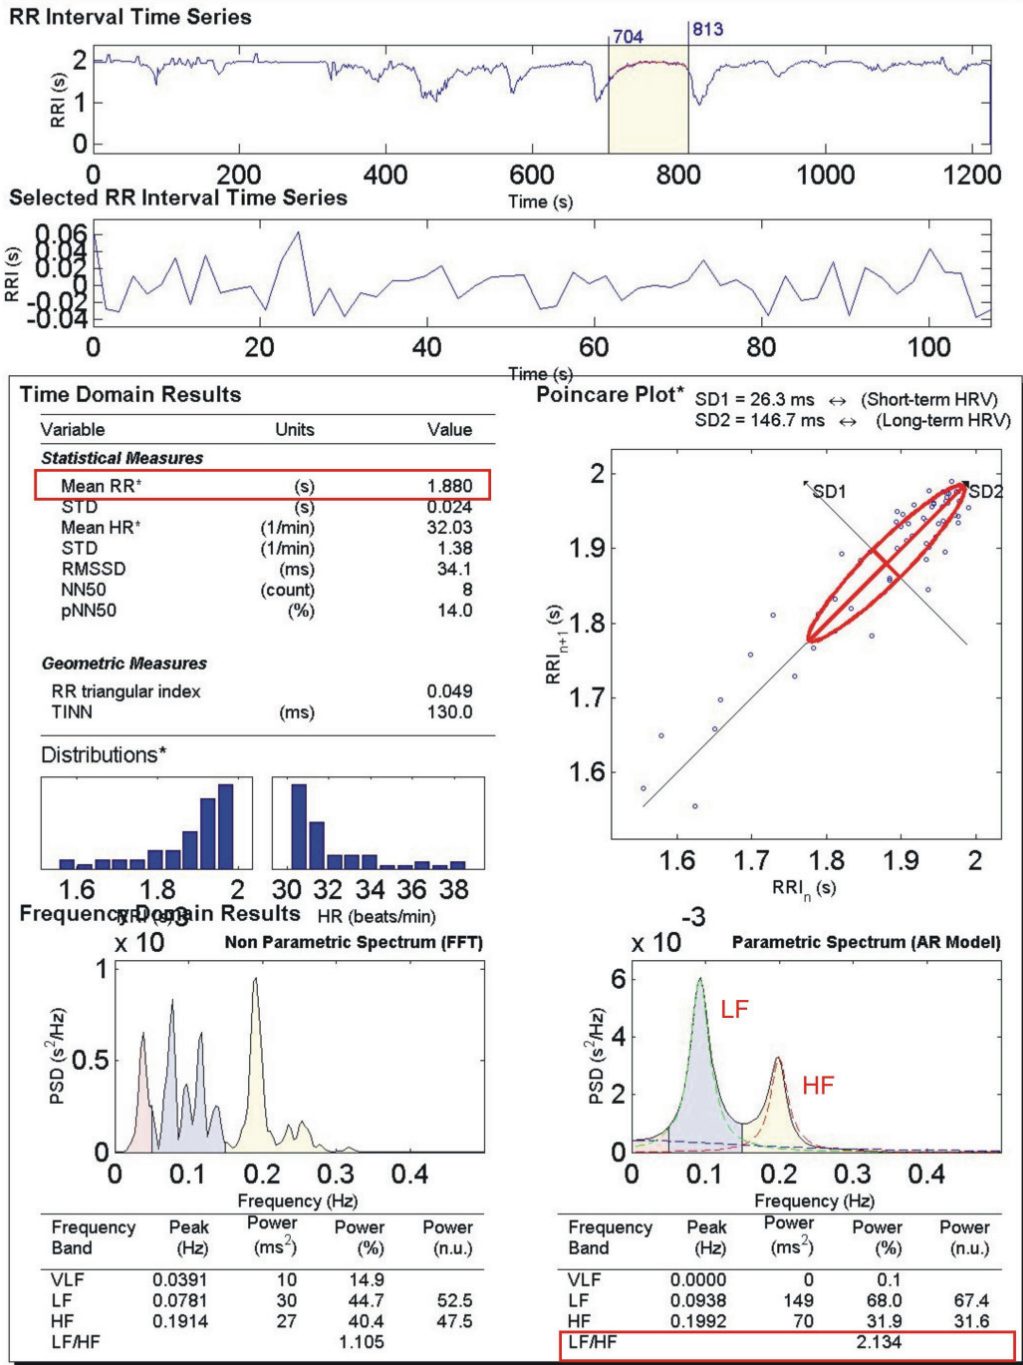 RR Interval Time Series
704
813
2
1
0
RRI (s)
0 200 400 600 800 1000 1200
Time (s)
Selected RR Interval Time Series
0.06
0.04
0.02
0
-0.02
-0.04
RRI (s)
0 20 40 60 80 100
Time (s)
Time Domain Results
Variable Units Value
Statistical Measures
Mean RR* (s) 1.880
STD (s) 0.024
Mean HR* (1/min) 32.03
STD (1/min) 1.38
RMSSD (ms) 34.1
NN50 (count) 8
pNN50 (%) 14.0
Geometric Measures
RR triangular index 0.049
TINN (ms) 130.0
Distributions*
1.6 1.8 2
RRI (s)
30 32 34 36 38
HR (beats/min)
Poincare Plot*
SD1 = 26.3 ms ↔ (Short-term HRV)
SD2 = 146.7 ms ↔ (Long-term HRV)
SD1
SD2
2
1.9
1.8
1.7
1.6
RRIn+1 (s)
1.6 1.7 1.8 1.9 2
RRIn (s)
Frequency Domain Results
x 10-3
Non Parametric Spectrum (FFT)
1
0.5
0
PSD (s2/Hz)
0 0.1 0.2 0.3 0.4
Frequency (Hz)
Frequency Band Peak (Hz) Power (ms2) Power (%) Power (n.u.)
VLF 0.0391 10 14.9
LF 0.0781 30 44.7 52.5
HF 0.1914 27 40.4 47.5
LF/HF 1.105
x 10-3
Parametric Spectrum (AR Model)
LF
HF
6
4
2
0
PSD (s2/Hz)
0 0.1 0.2 0.3 0.4
Frequency (Hz)
Frequency Band Peak (Hz) Power (ms2) Power (%) Power (n.u.)
VLF 0.0000 0 0.1
LF 0.0938 149 68.0 67.4
HF 0.1992 70 31.9 31.6
LF/HF 2.134